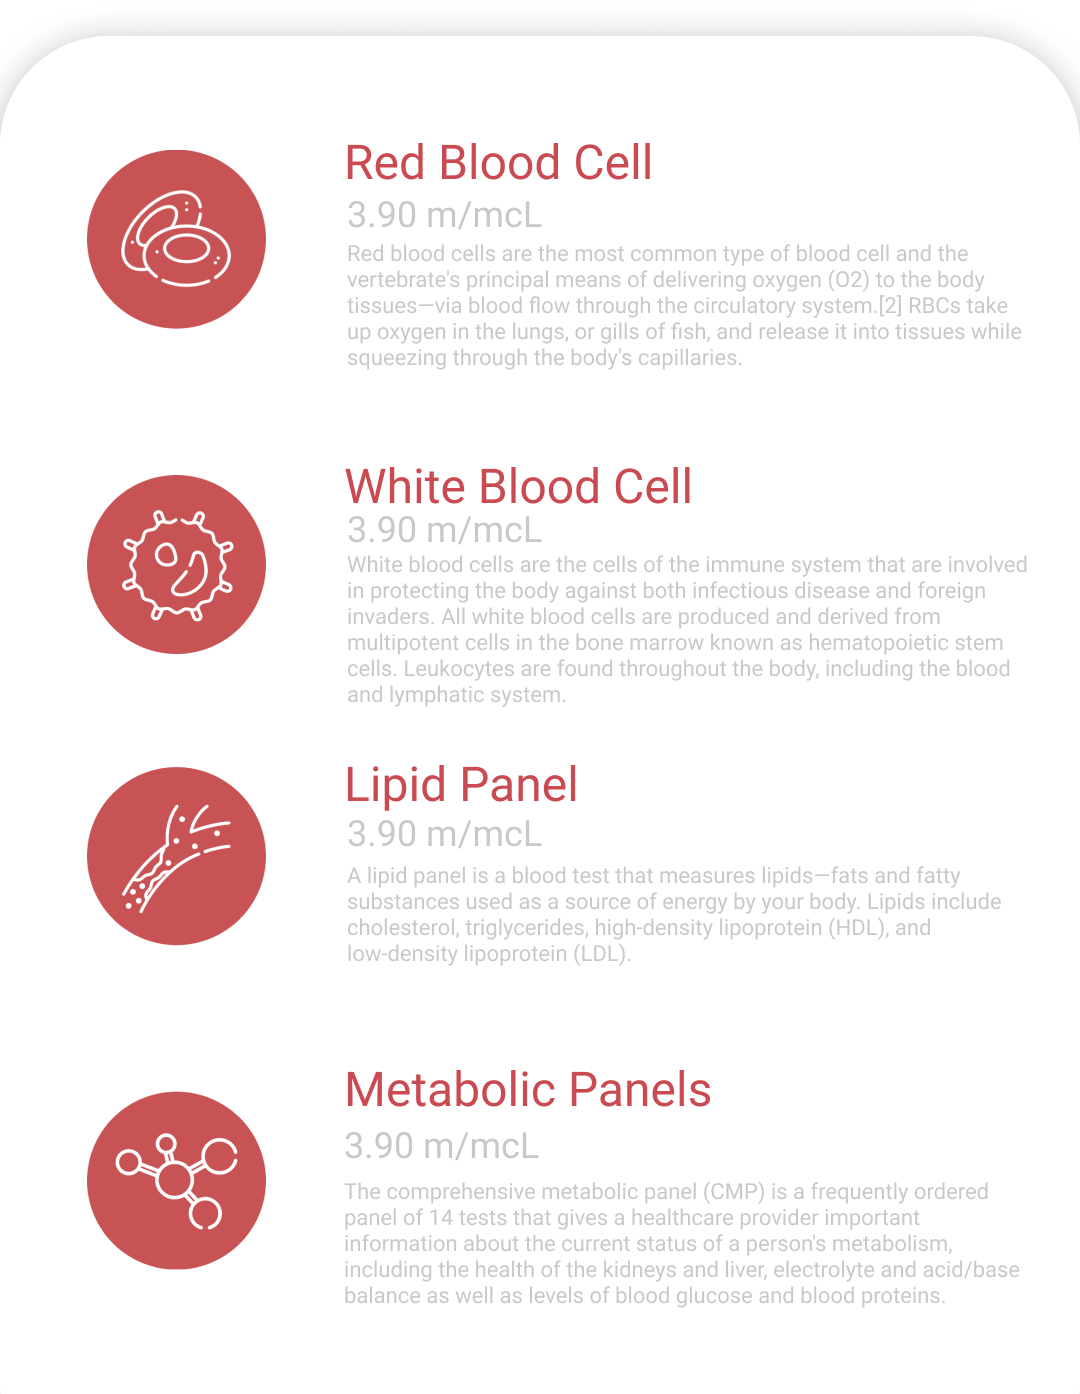 Red Blood Cell
3.90 m/mcL
Red blood cells are the most common type of blood cell and the
vertebrate's principal means of delivering oxygen (O2) to the body
tissues—via blood flow through the circulatory system.[2] RBCs take
up oxygen in the lungs, or gills of fish, and release it into tissues while
squeezing through the body's capillaries.
White Blood Cell
3.90 m/mcL
White blood cells are the cells of the immune system that are involved
in protecting the body against both infectious disease and foreign
invaders. All white blood cells are produced and derived from
multipotent cells in the bone marrow known as hematopoietic stem
cells. Leukocytes are found throughout the body, including the blood
and lymphatic system.
Lipid Panel
3.90 m/mcL
A lipid panel is a blood test that measures lipids—fats and fatty
substances used as a source of energy by your body. Lipids include
cholesterol, triglycerides, high-density lipoprotein (HDL), and
low-density lipoprotein (LDL).
Metabolic Panels
3.90 m/mcL
The comprehensive metabolic panel (CMP) is a frequently ordered
panel of 14 tests that gives a healthcare provider important
information about the current status of a person's metabolism,
including the health of the kidneys and liver, electrolyte and acid/base
balance as well as levels of blood glucose and blood proteins.